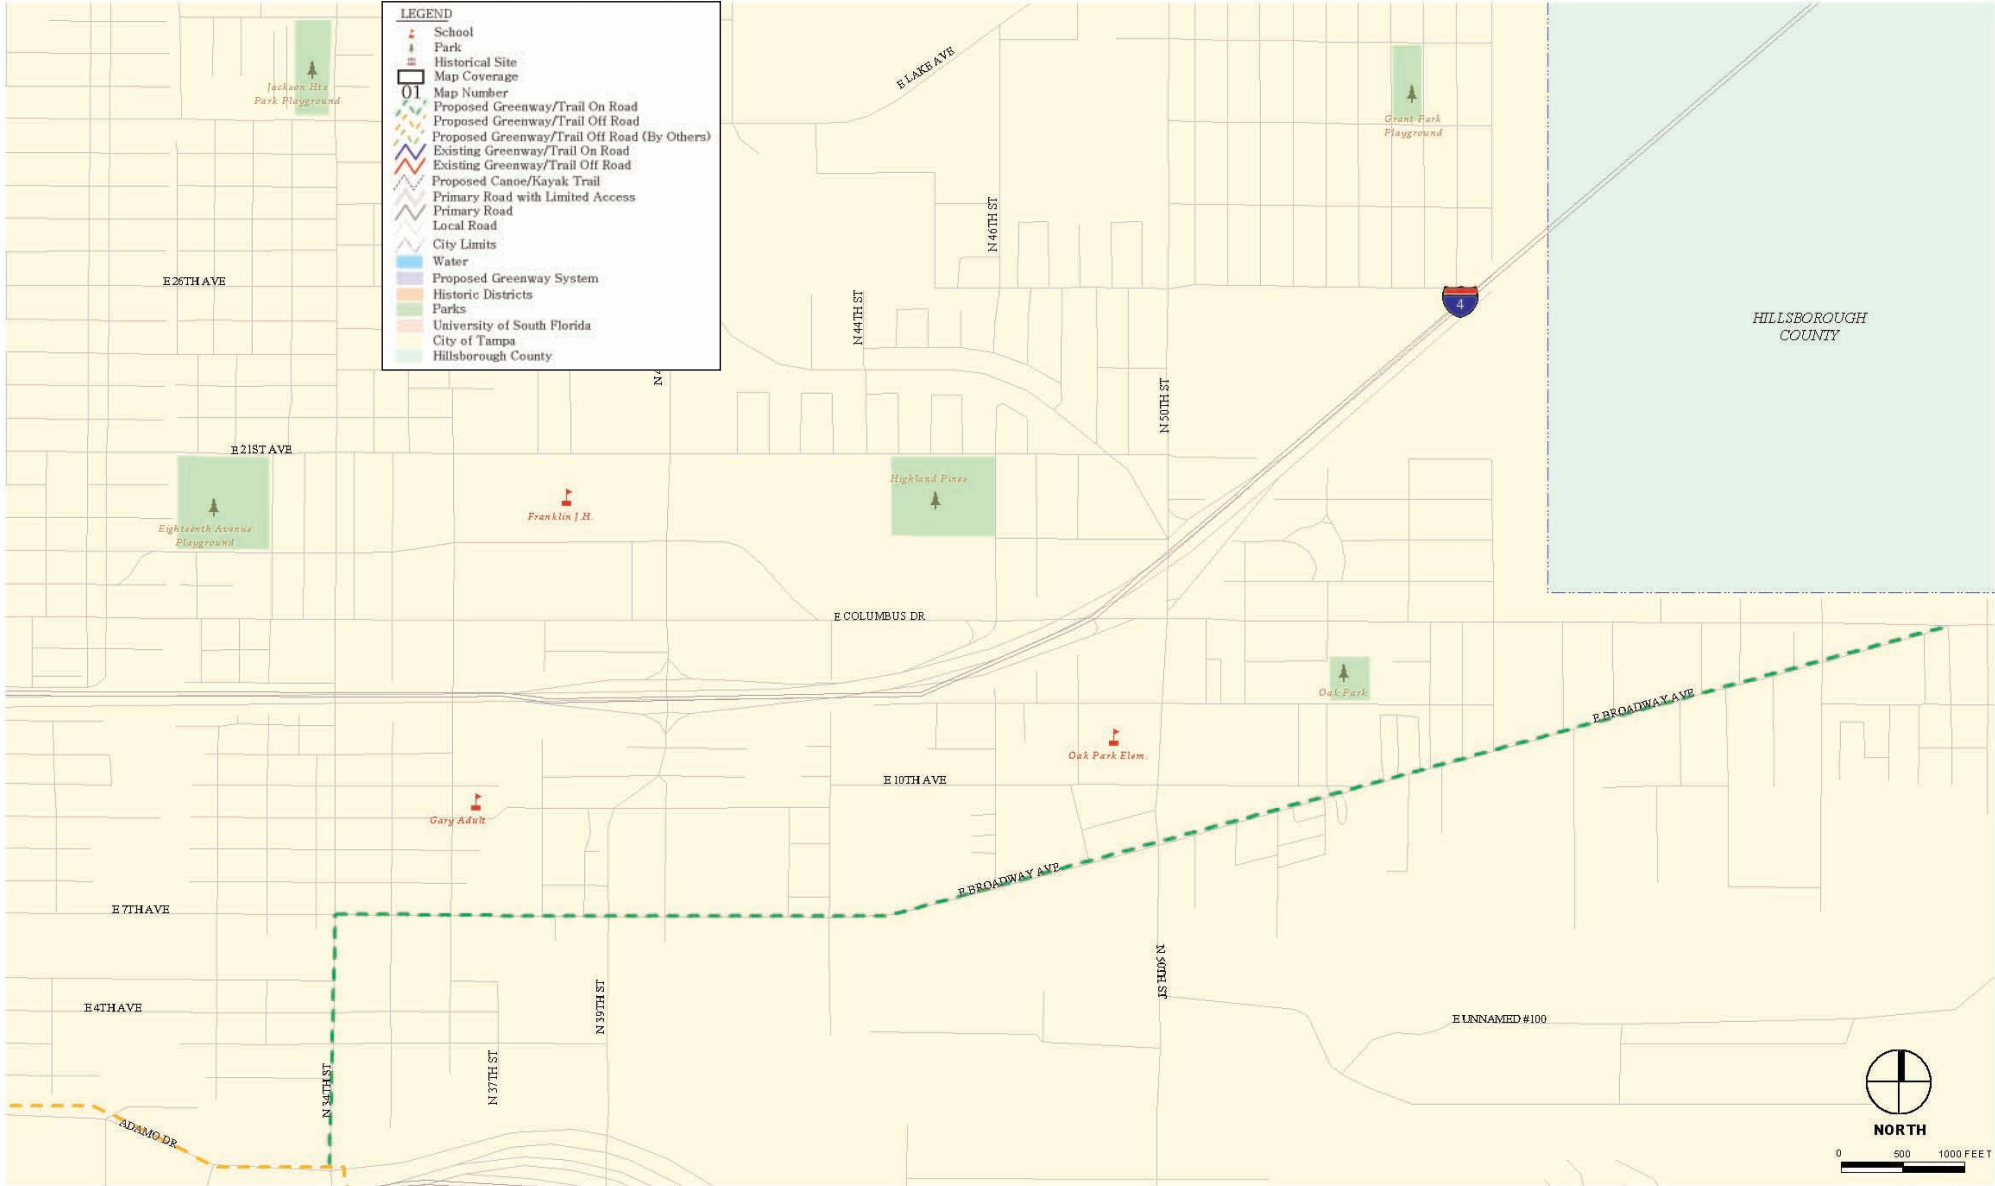 LEGEND
School
Park
Historical Site
Map Coverage
01 Map Number
Proposed Greenway/Trail On Road
Proposed Greenway/Trail Off Road
Proposed Greenway/Trail Off Road (By Others)
Existing Greenway/Trail On Road
Existing Greenway/Trail Off Road
Proposed Canoe/Kayak Trail
Primary Road with Limited Access
Primary Road
Local Road
City Limits
Water
Proposed Greenway System
Historic Districts
Parks
University of South Florida
City of Tampa
Hillsborough County
Jackson Hts
Park Playground
E LAKE AVE
Grant Park
Playground
N 46TH ST
E 26TH AVE
N 44TH ST
4
HILLSBOROUGH
COUNTY
N 4
N 50TH ST
E 21ST AVE
Highland Pines
Franklin J.H.
Eighteenth Avenue
Playground
E COLUMBUS DR
Oak Park
E BROADWAY AVE
Oak Park Elem.
E 10TH AVE
Gary Adult
E BROADWAY AVE
E 7TH AVE
N 50TH ST
E 4TH AVE
N 39TH ST
E UNNAMED #100
N 37TH ST
N 34TH ST
ADAMO DR
NORTH
0 500 1000 FEET